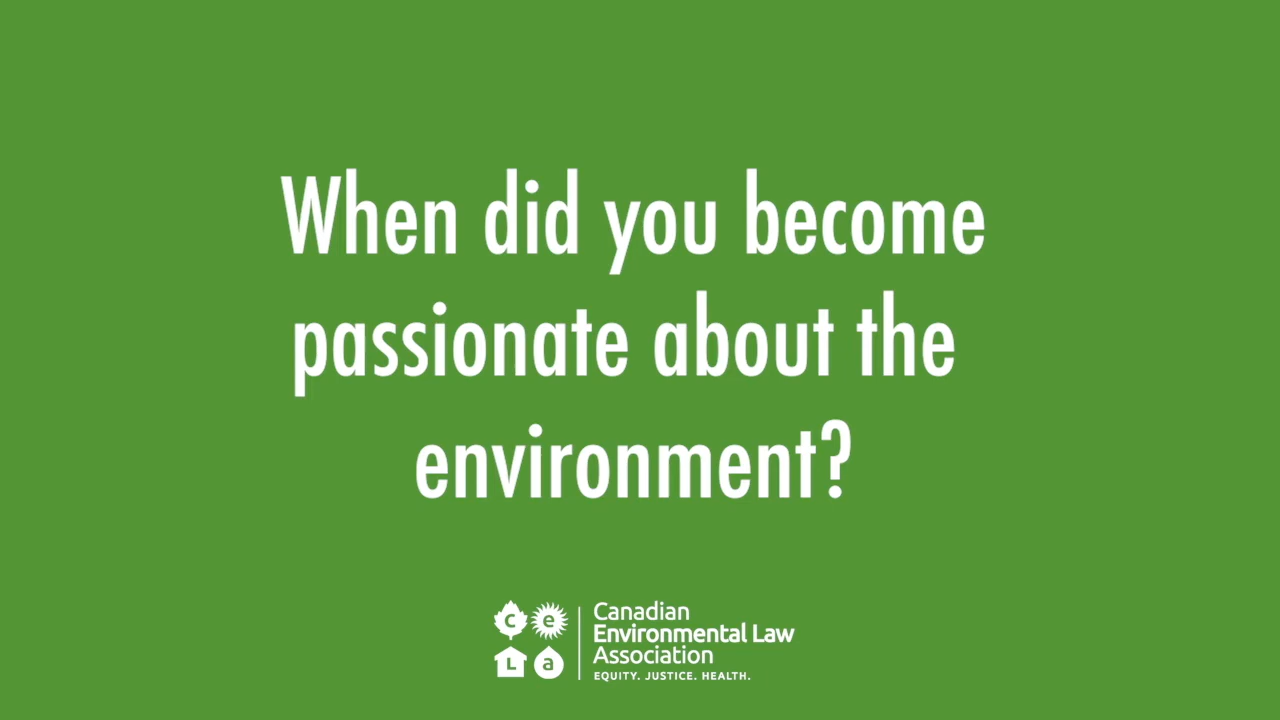 When did you become
passionate about the
environment?
c e
L a
Canadian
Environmental Law
Association
EQUITY. JUSTICE. HEALTH.